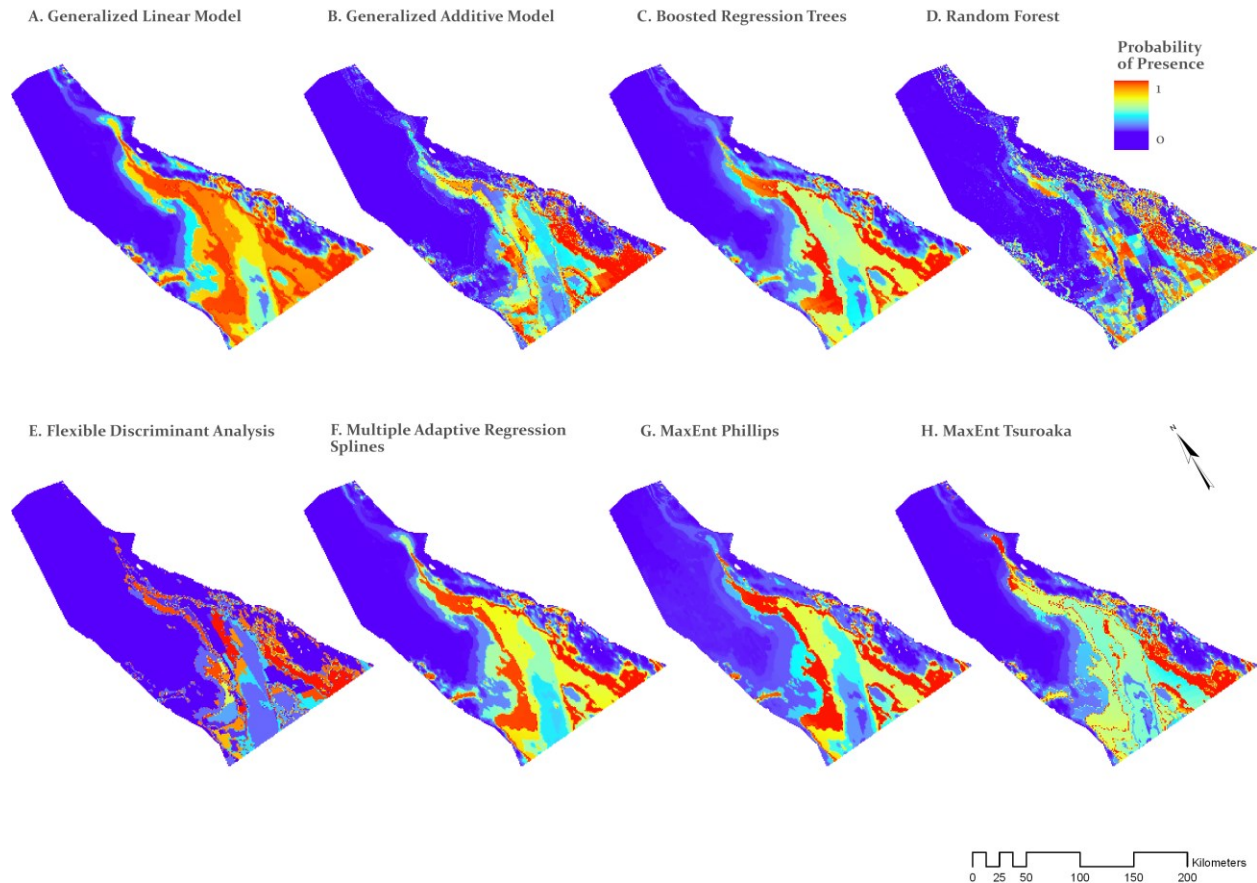 A. Generalized Linear Model
B. Generalized Additive Model
C. Boosted Regression Trees
D. Random Forest
Probability
of Presence
1
0
E. Flexible Discriminant Analysis
F. Multiple Adaptive Regression
Splines
G. MaxEnt Phillips
H. MaxEnt Tsuroaka
N
Kilometers
0 25 50 100 150 200